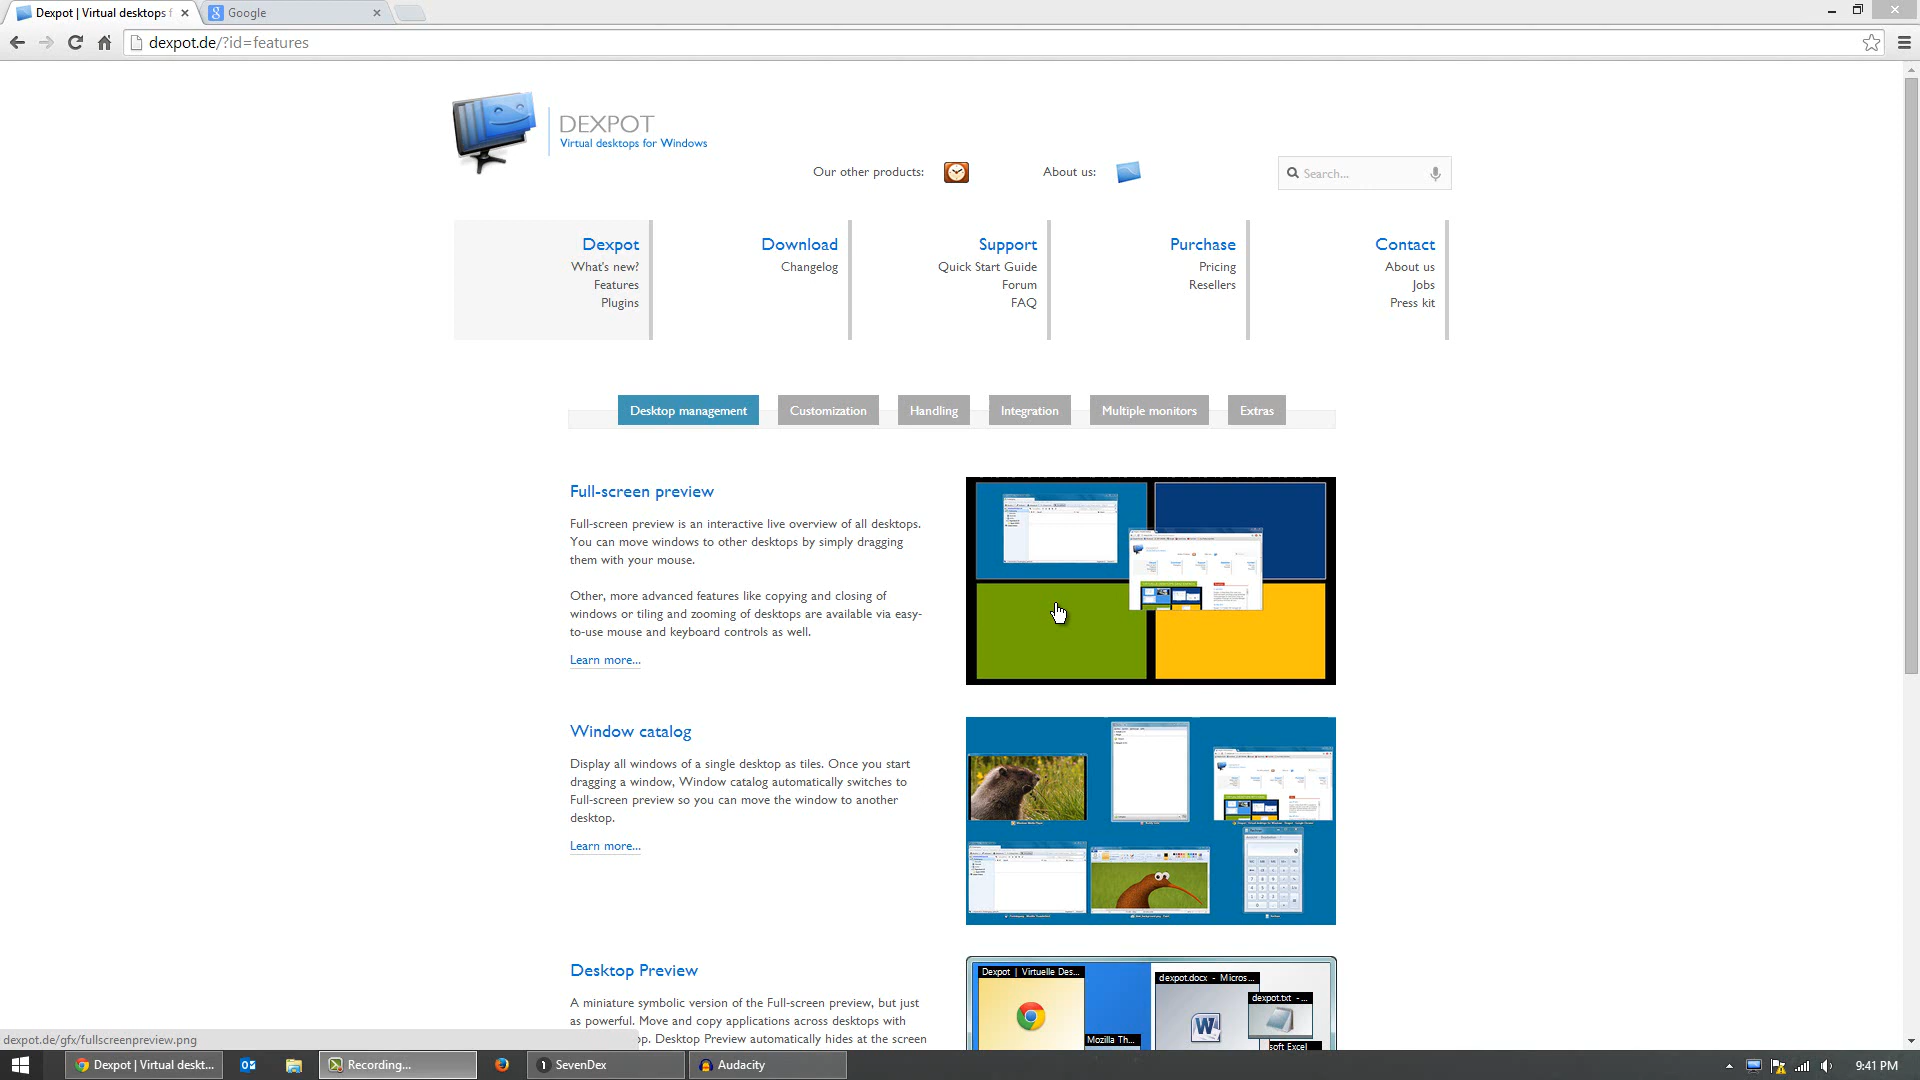 Dexpot | Virtual desktops f
Google
dexpot.de/?id=features
DEXPOT
Virtual desktops for Windows
Our other products:
About us:
Search...
Dexpot
What's new?
Features
Plugins
Download
Changelog
Support
Quick Start Guide
Forum
FAQ
Purchase
Pricing
Resellers
Contact
About us
Jobs
Press kit
Desktop management
Customization
Handling
Integration
Multiple monitors
Extras
Full-screen preview
Full-screen preview is an interactive live overview of all desktops.
You can move windows to other desktops by simply dragging
them with your mouse.
Other, more advanced features like copying and closing of
windows or tiling and zooming of desktops are available via easy-
to-use mouse and keyboard controls as well.
Learn more...
Window catalog
Display all windows of a single desktop as tiles. Once you start
dragging a window, Window catalog automatically switches to
Full-screen preview so you can move the window to another
desktop.
Learn more...
Desktop Preview
A miniature symbolic version of the Full-screen preview, but just
as powerful. Move and copy applications across desktops with
op. Desktop Preview automatically hides at the screen
Dexpot | Virtuelle Des...
dexpot.docx - Micros...
dexpot.txt - ...
Mozilla Th...
soft Excel
dexpot.de/gfx/fullscreenpreview.png
Dexpot | Virtual deskt...
Recording...
SevenDex
Audacity
9:41 PM